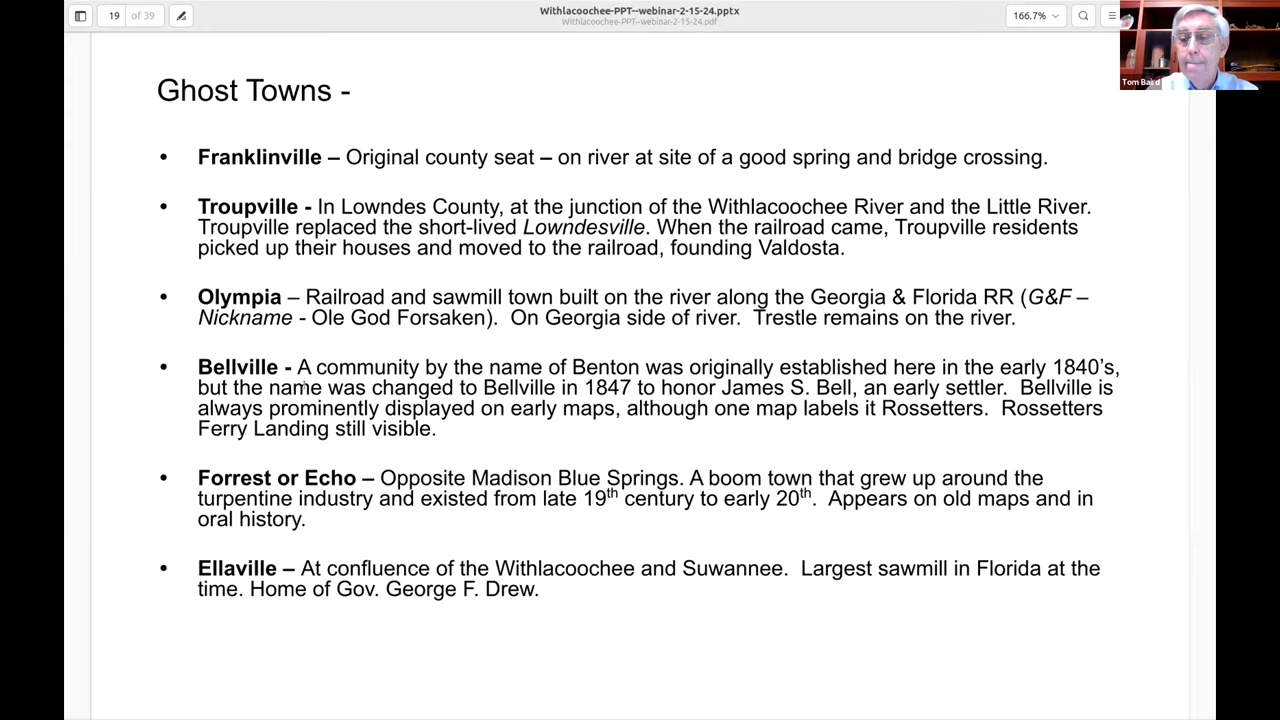 Withlacoochee-PPT--webinar-2-15-24.pptx
Withlacoochee-PPT--webinar-2-15-24.pdf
19 of 39
166.7%
Tom Baird
Ghost Towns -
• Franklinville – Original county seat – on river at site of a good spring and bridge crossing.
• Troupville - In Lowndes County, at the junction of the Withlacoochee River and the Little River.
Troupville replaced the short-lived Lowndesville. When the railroad came, Troupville residents
picked up their houses and moved to the railroad, founding Valdosta.
• Olympia – Railroad and sawmill town built on the river along the Georgia & Florida RR (G&F –
Nickname - Ole God Forsaken). On Georgia side of river. Trestle remains on the river.
• Bellville - A community by the name of Benton was originally established here in the early 1840’s,
but the name was changed to Bellville in 1847 to honor James S. Bell, an early settler. Bellville is
always prominently displayed on early maps, although one map labels it Rossetters. Rossetters
Ferry Landing still visible.
• Forrest or Echo – Opposite Madison Blue Springs. A boom town that grew up around the
turpentine industry and existed from late 19th century to early 20th. Appears on old maps and in
oral history.
• Ellaville – At confluence of the Withlacoochee and Suwannee. Largest sawmill in Florida at the
time. Home of Gov. George F. Drew.